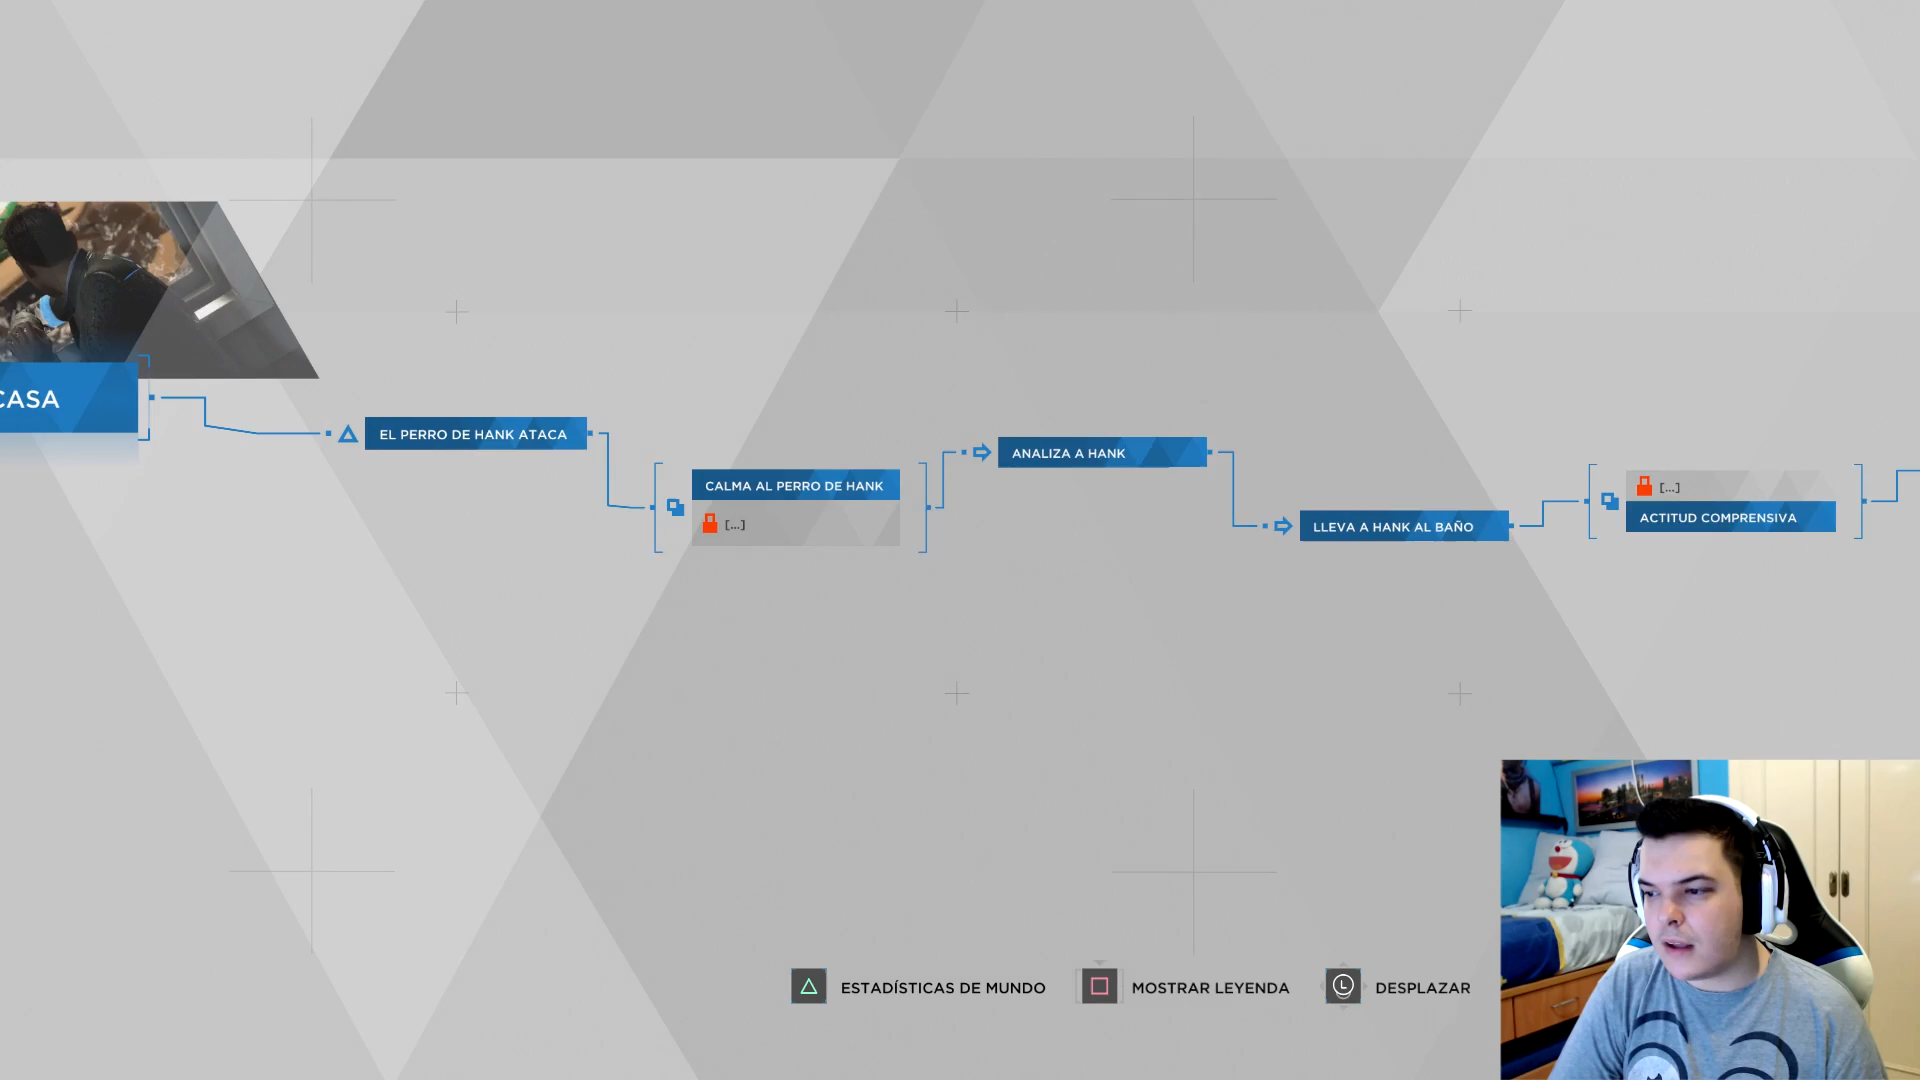 CASA
EL PERRO DE HANK ATACA
CALMA AL PERRO DE HANK
[...]
ANALIZA A HANK
LLEVA A HANK AL BAÑO
[...]
ACTITUD COMPRENSIVA
ESTADÍSTICAS DE MUNDO
MOSTRAR LEYENDA
L DESPLAZAR